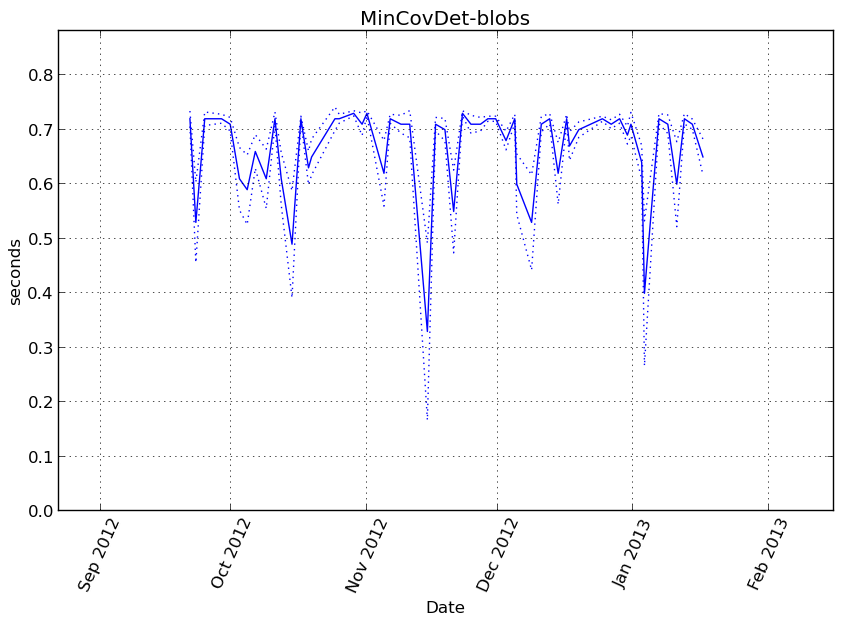 MinCovDet-blobs
0.8
0.7
0.6
0.5
0.4
0.3
0.2
0.1
0.0
seconds
Sep 2012
Oct 2012
Nov 2012
Dec 2012
Jan 2013
Feb 2013
Date